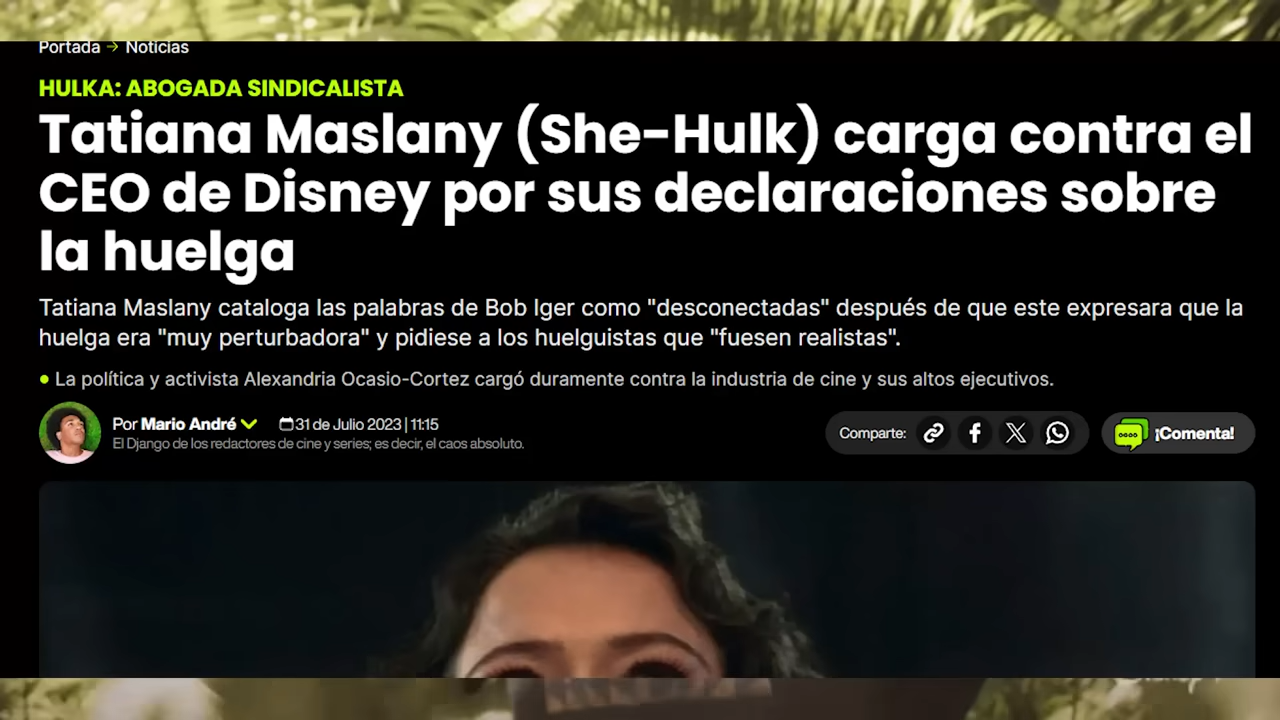 Portada → Noticias
HULKA: ABOGADA SINDICALISTA
Tatiana Maslany (She-Hulk) carga contra el
CEO de Disney por sus declaraciones sobre
la huelga
Tatiana Maslany cataloga las palabras de Bob Iger como "desconectadas" después de que este expresara que la
huelga era "muy perturbadora" y pidiese a los huelguistas que "fuesen realistas".
La política y activista Alexandria Ocasio-Cortez cargó duramente contra la industria de cine y sus altos ejecutivos.
Por Mario André 31 de Julio 2023 | 11:15
El Django de los redactores de cine y series; es decir, el caos absoluto.
Comparte:
¡Comenta!